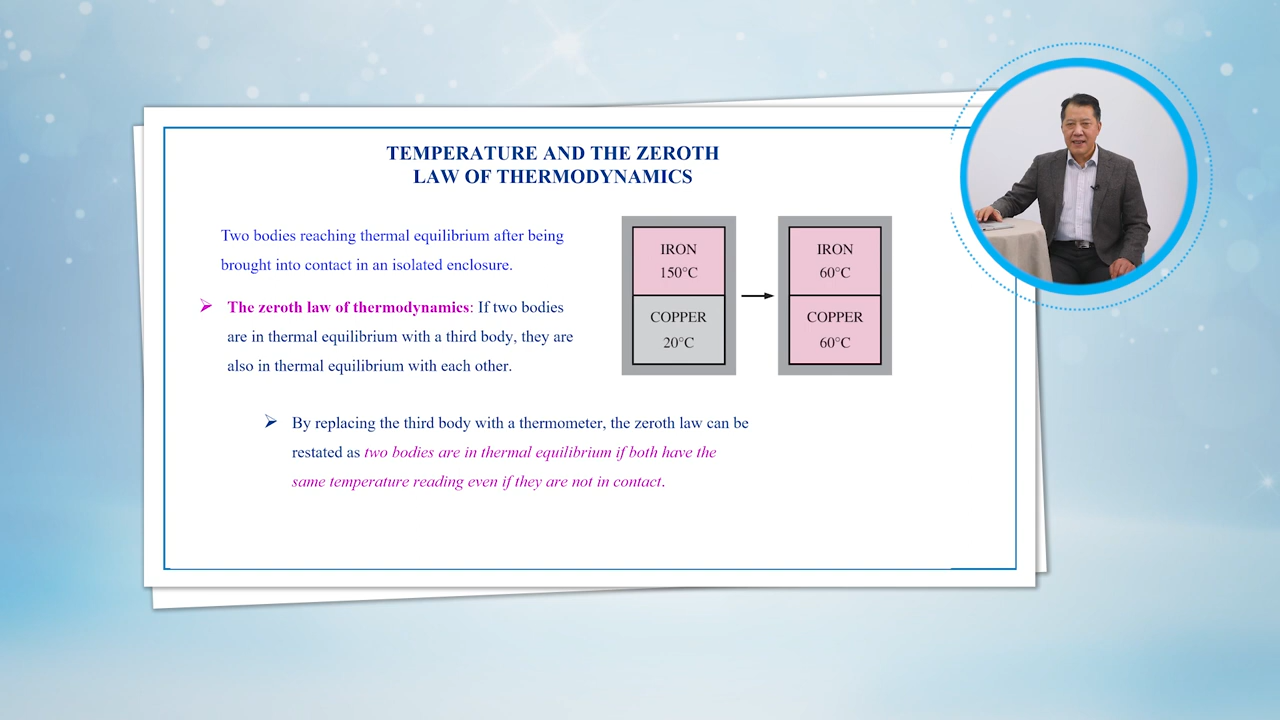 TEMPERATURE AND THE ZEROTH
LAW OF THERMODYNAMICS
Two bodies reaching thermal equilibrium after being
brought into contact in an isolated enclosure.
The zeroth law of thermodynamics: If two bodies
are in thermal equilibrium with a third body, they are
also in thermal equilibrium with each other.
IRON
150°C
COPPER
20°C
IRON
60°C
COPPER
60°C
By replacing the third body with a thermometer, the zeroth law can be
restated as two bodies are in thermal equilibrium if both have the
same temperature reading even if they are not in contact.